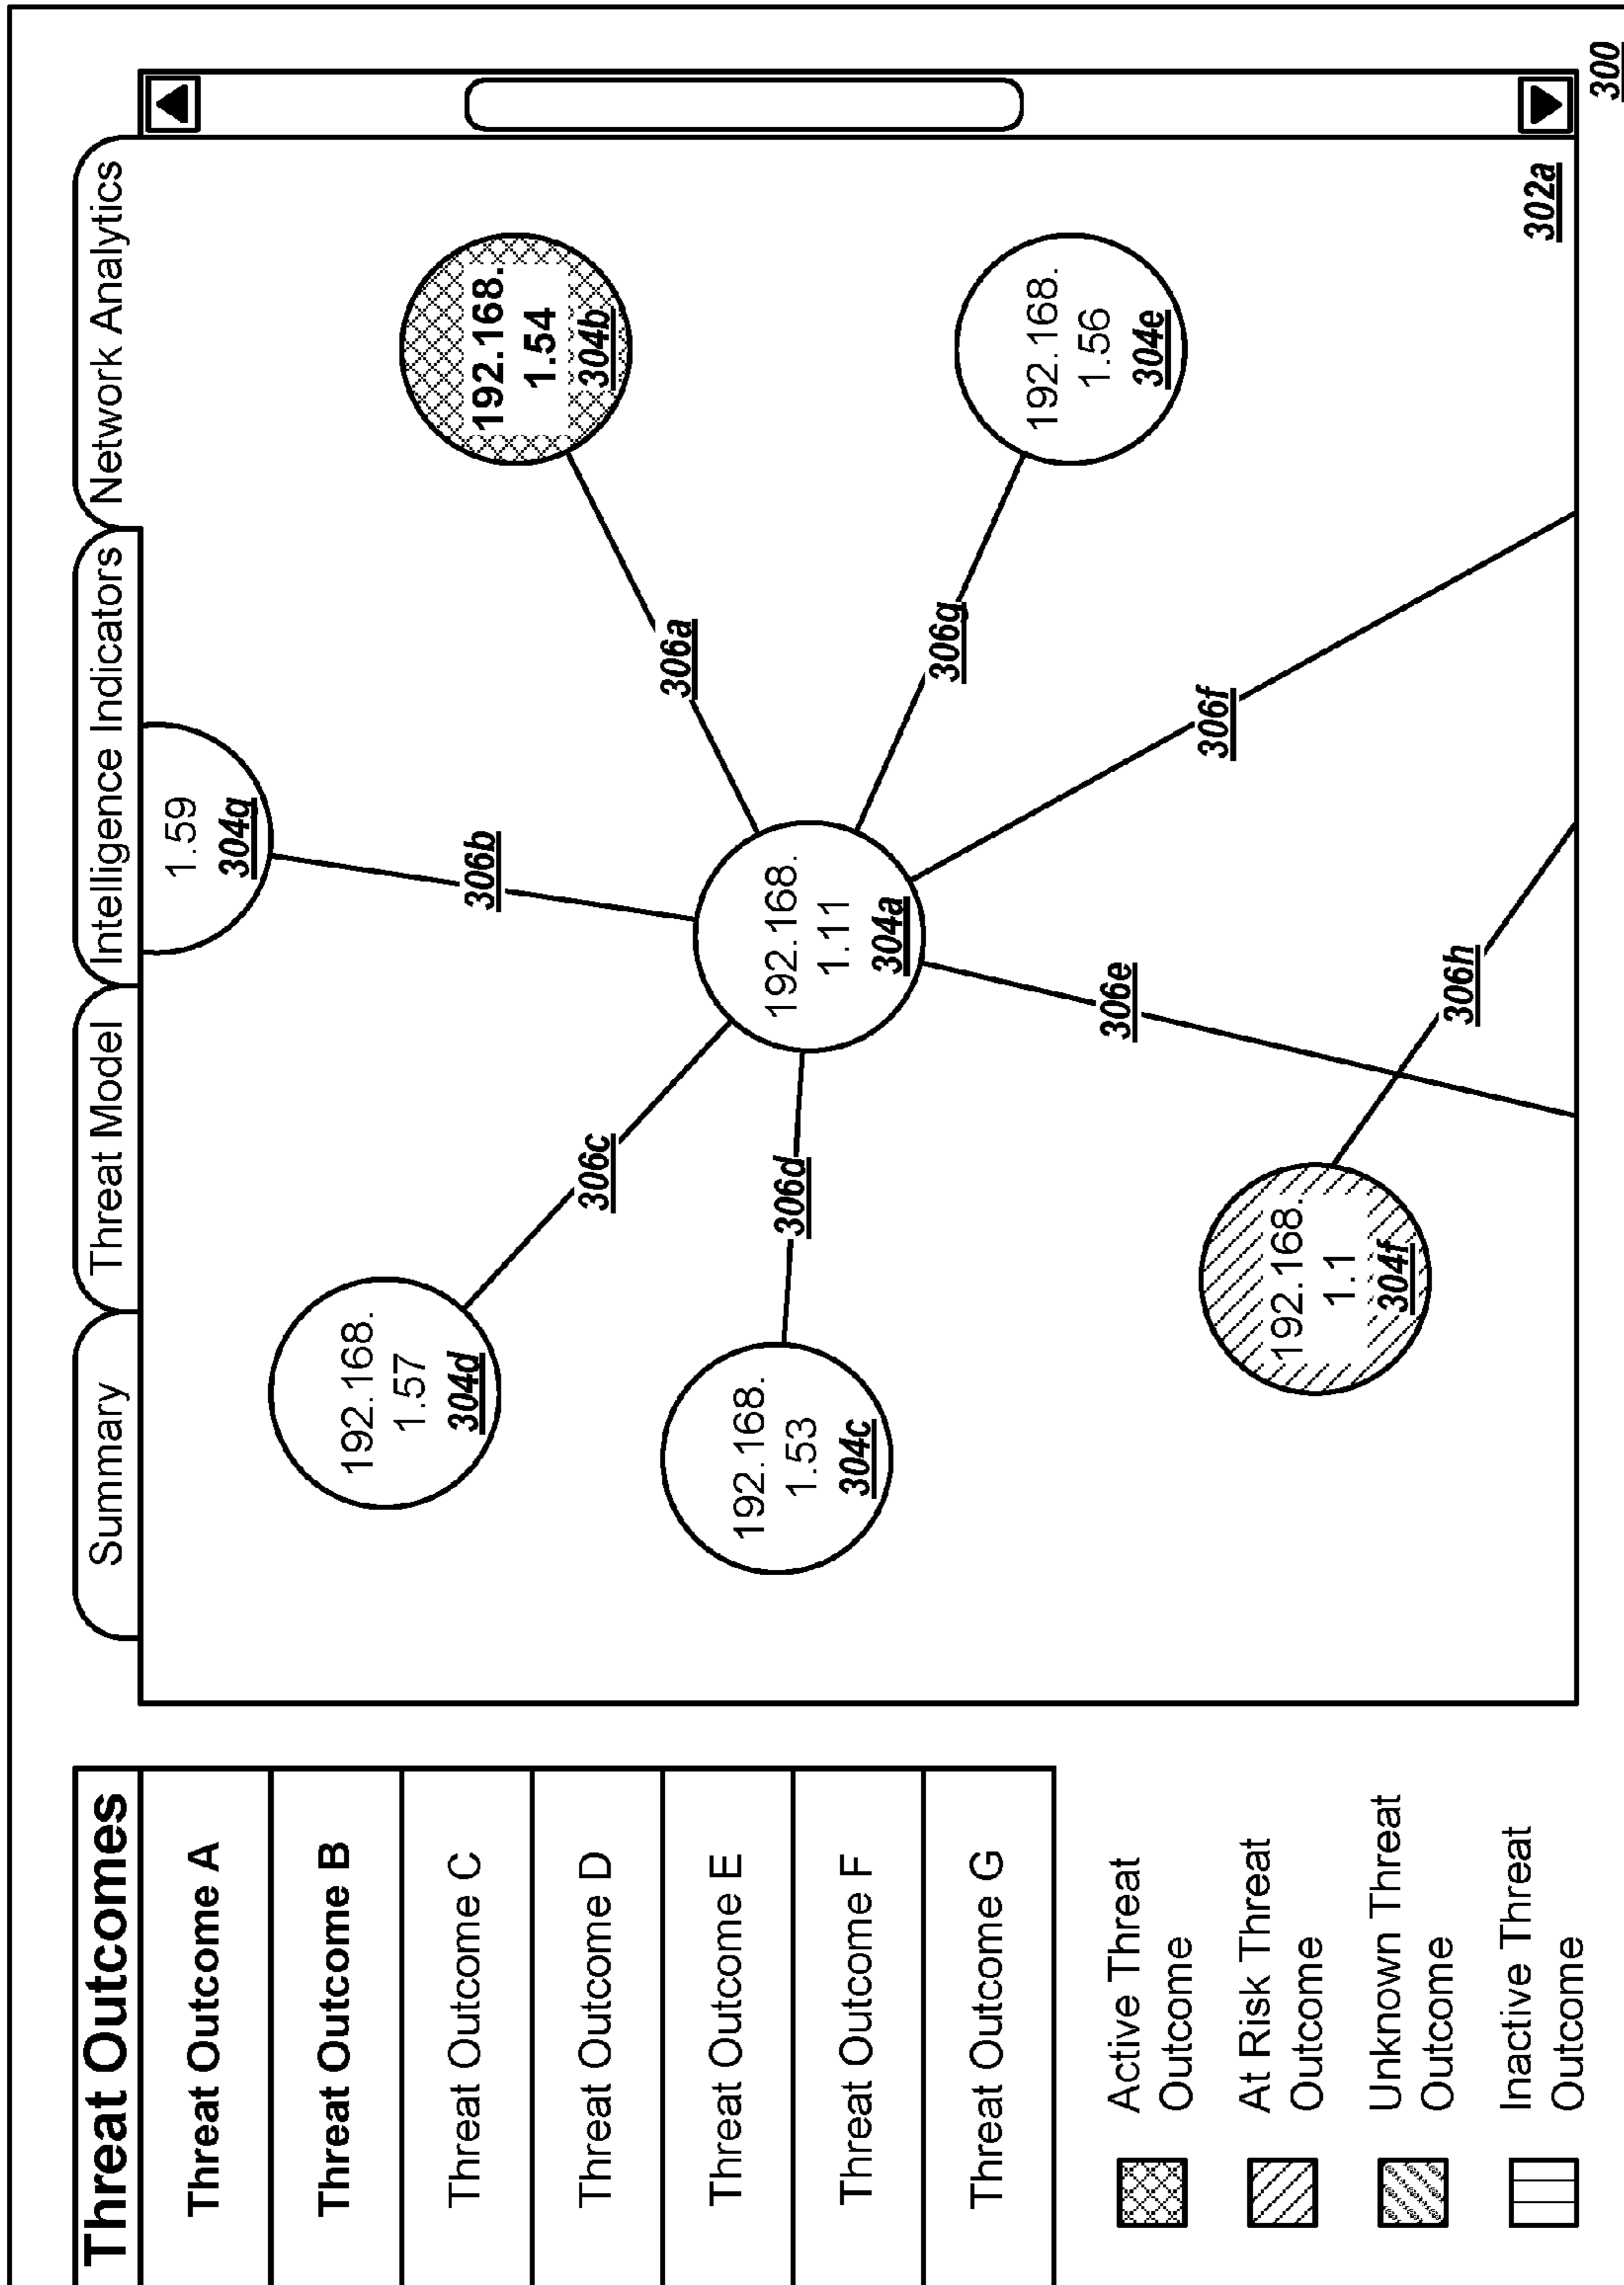 Threat Outcomes
Threat Outcome A
Threat Outcome B
Threat Outcome C
Threat Outcome D
Threat Outcome E
Threat Outcome F
Threat Outcome G
Active Threat
Outcome
At Risk Threat
Outcome
Unknown Threat
Outcome
Inactive Threat
Outcome
Summary
Threat Model
Intelligence Indicators
Network Analytics
1.59
304g
192.168.
1.57
304d
192.168.
1.54
304b
306b
306c
306a
192.168.
1.53
304c
306d
192.168.
1.11
304a
306g
192.168.
1.56
304e
306e
306f
192.168.
1.1
304f
306h
302a
300